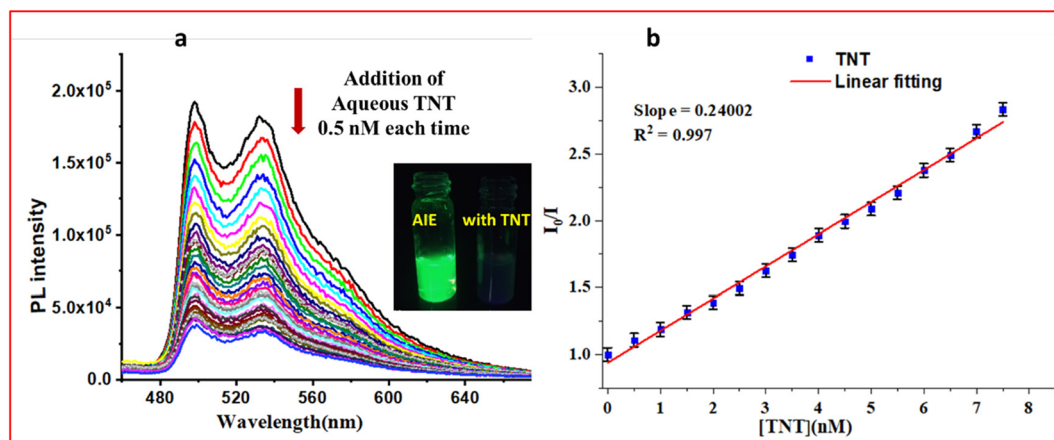 a
Addition of
Aqueous TNT
0.5 nM each time
2.0x10⁵
1.5x10⁵
1.0x10⁵
5.0x10⁴
0.0
PL intensity
AIE
with TNT
480
520
560
600
640
Wavelength(nm)
b
TNT
Linear fitting
Slope = 0.24002
R² = 0.997
3.0
2.5
2.0
1.5
1.0
I₀/I
0
1
2
3
4
5
6
7
8
[TNT](nM)